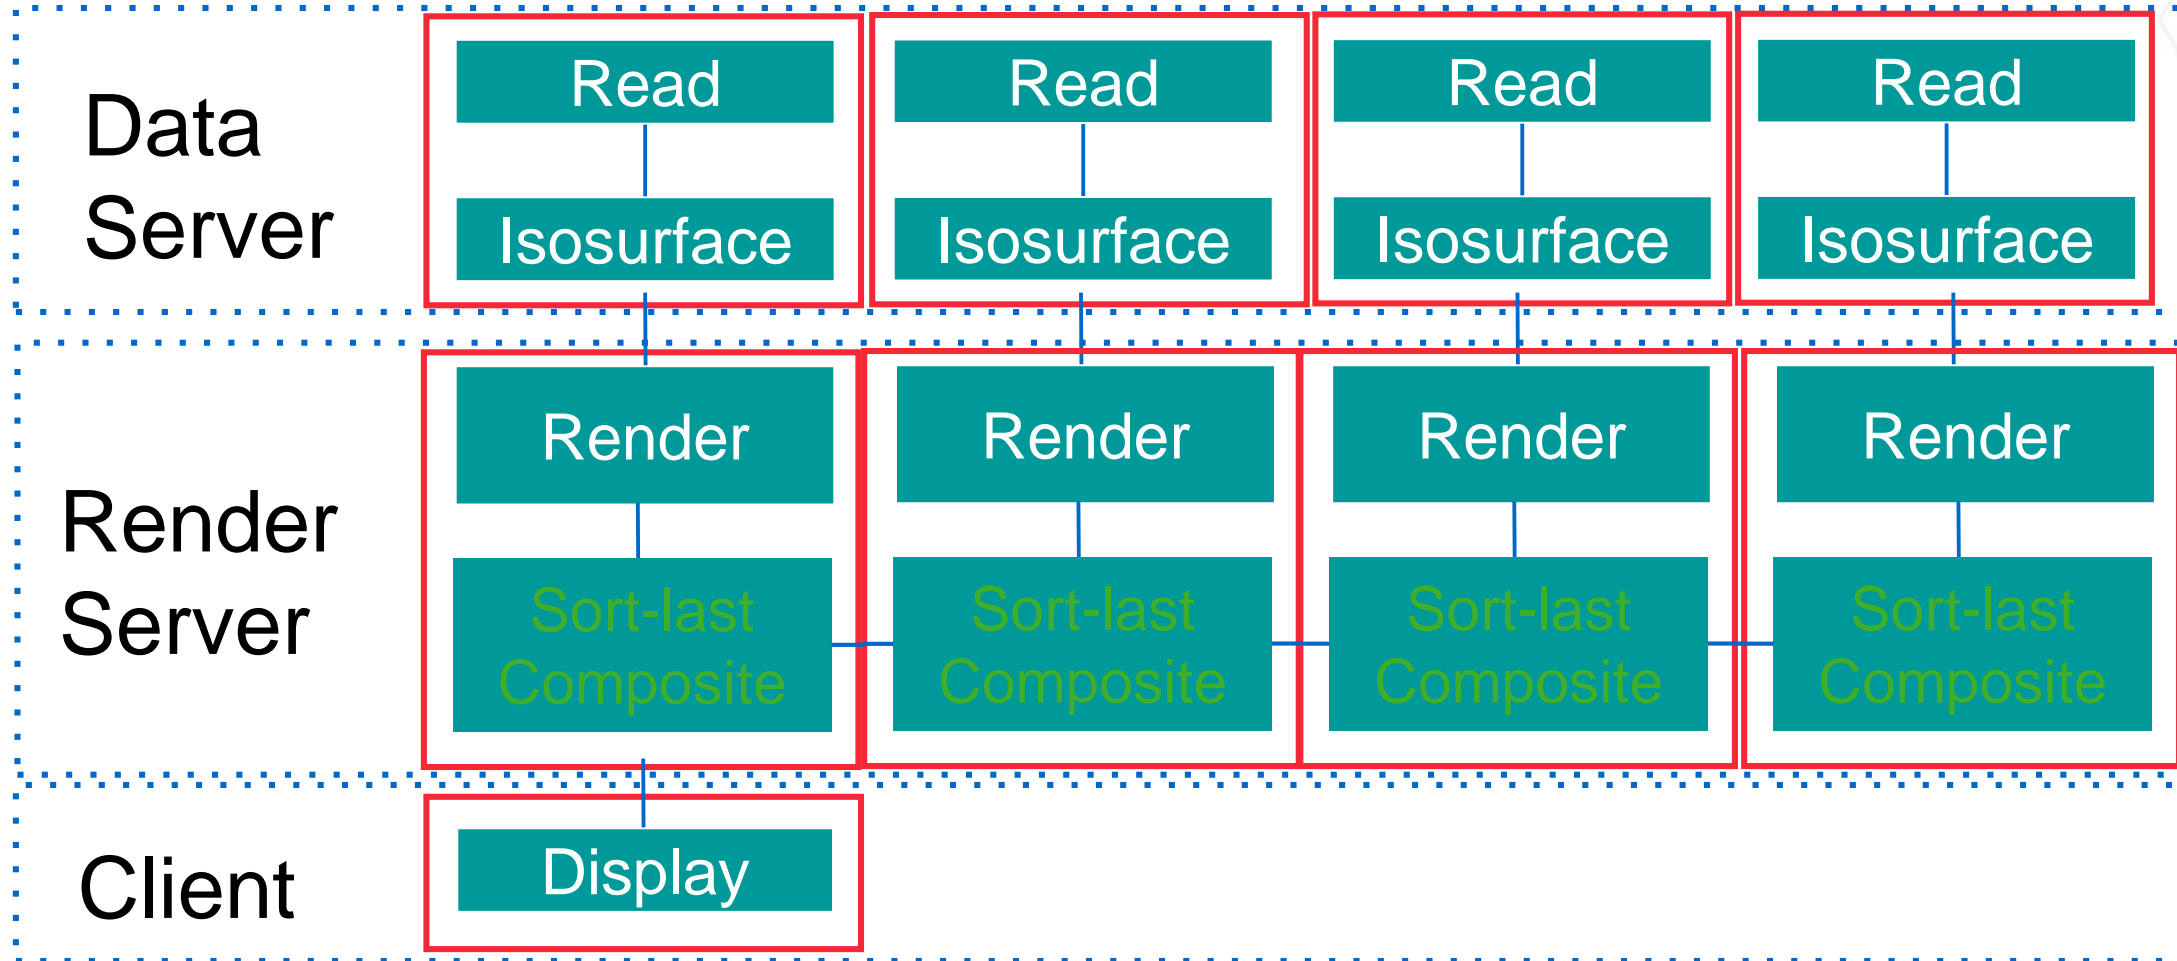 Data
Server
Read
Read
Read
Read
Isosurface
Isosurface
Isosurface
Isosurface
Render
Server
Render
Render
Render
Render
Sort-last
Composite
Sort-last
Composite
Sort-last
Composite
Sort-last
Composite
Client
Display